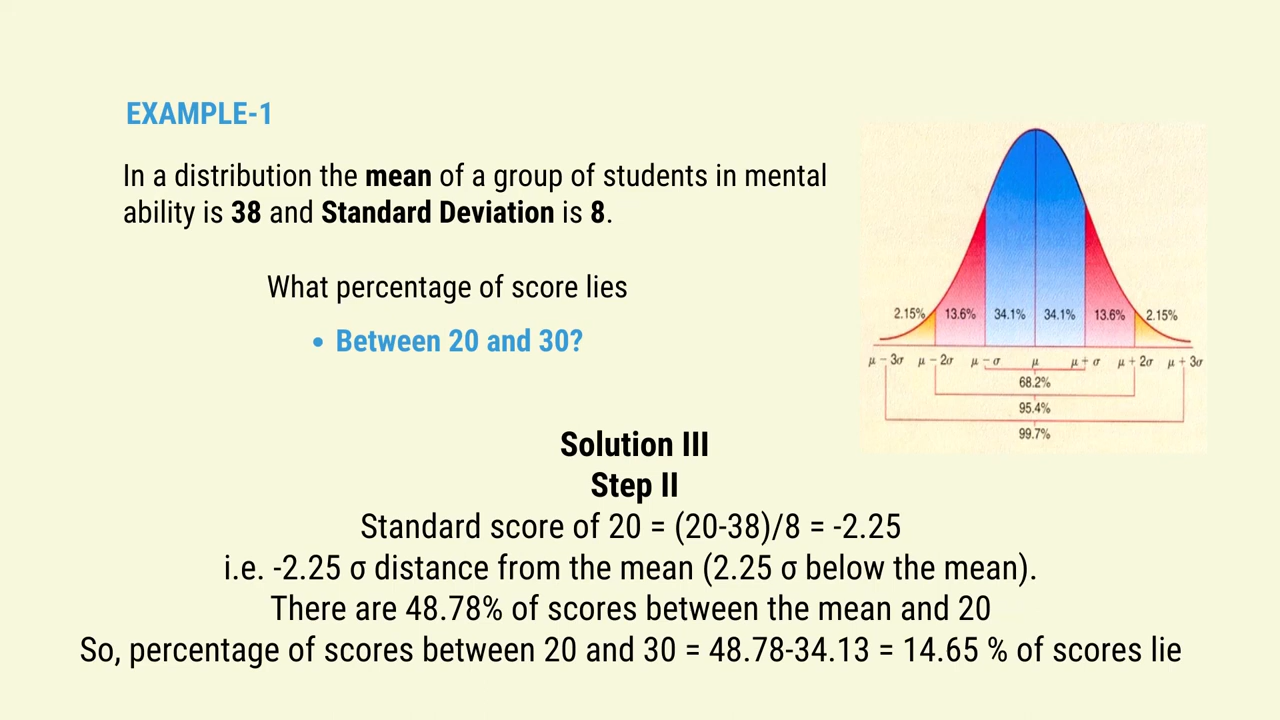 EXAMPLE-1
In a distribution the mean of a group of students in mental
ability is 38 and Standard Deviation is 8.
What percentage of score lies
• Between 20 and 30?
2.15% 13.6% 34.1% 34.1% 13.6% 2.15%
μ − 3σ μ − 2σ μ − σ μ μ + σ μ + 2σ μ + 3σ
68.2%
95.4%
99.7%
Solution III
Step II
Standard score of 20 = (20-38)/8 = -2.25
i.e. -2.25 σ distance from the mean (2.25 σ below the mean).
There are 48.78% of scores between the mean and 20
So, percentage of scores between 20 and 30 = 48.78-34.13 = 14.65 % of scores lie